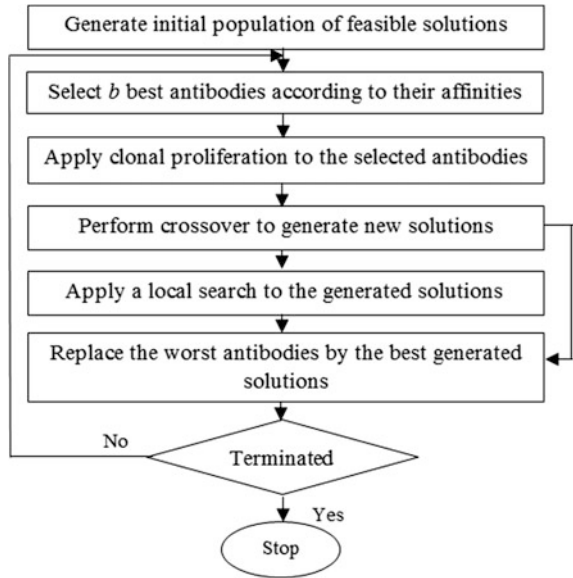 Generate initial population of feasible solutions
Select b best antibodies according to their affinities
Apply clonal proliferation to the selected antibodies
Perform crossover to generate new solutions
Apply a local search to the generated solutions
Replace the worst antibodies by the best generated
solutions
No
Terminated
Yes
Stop